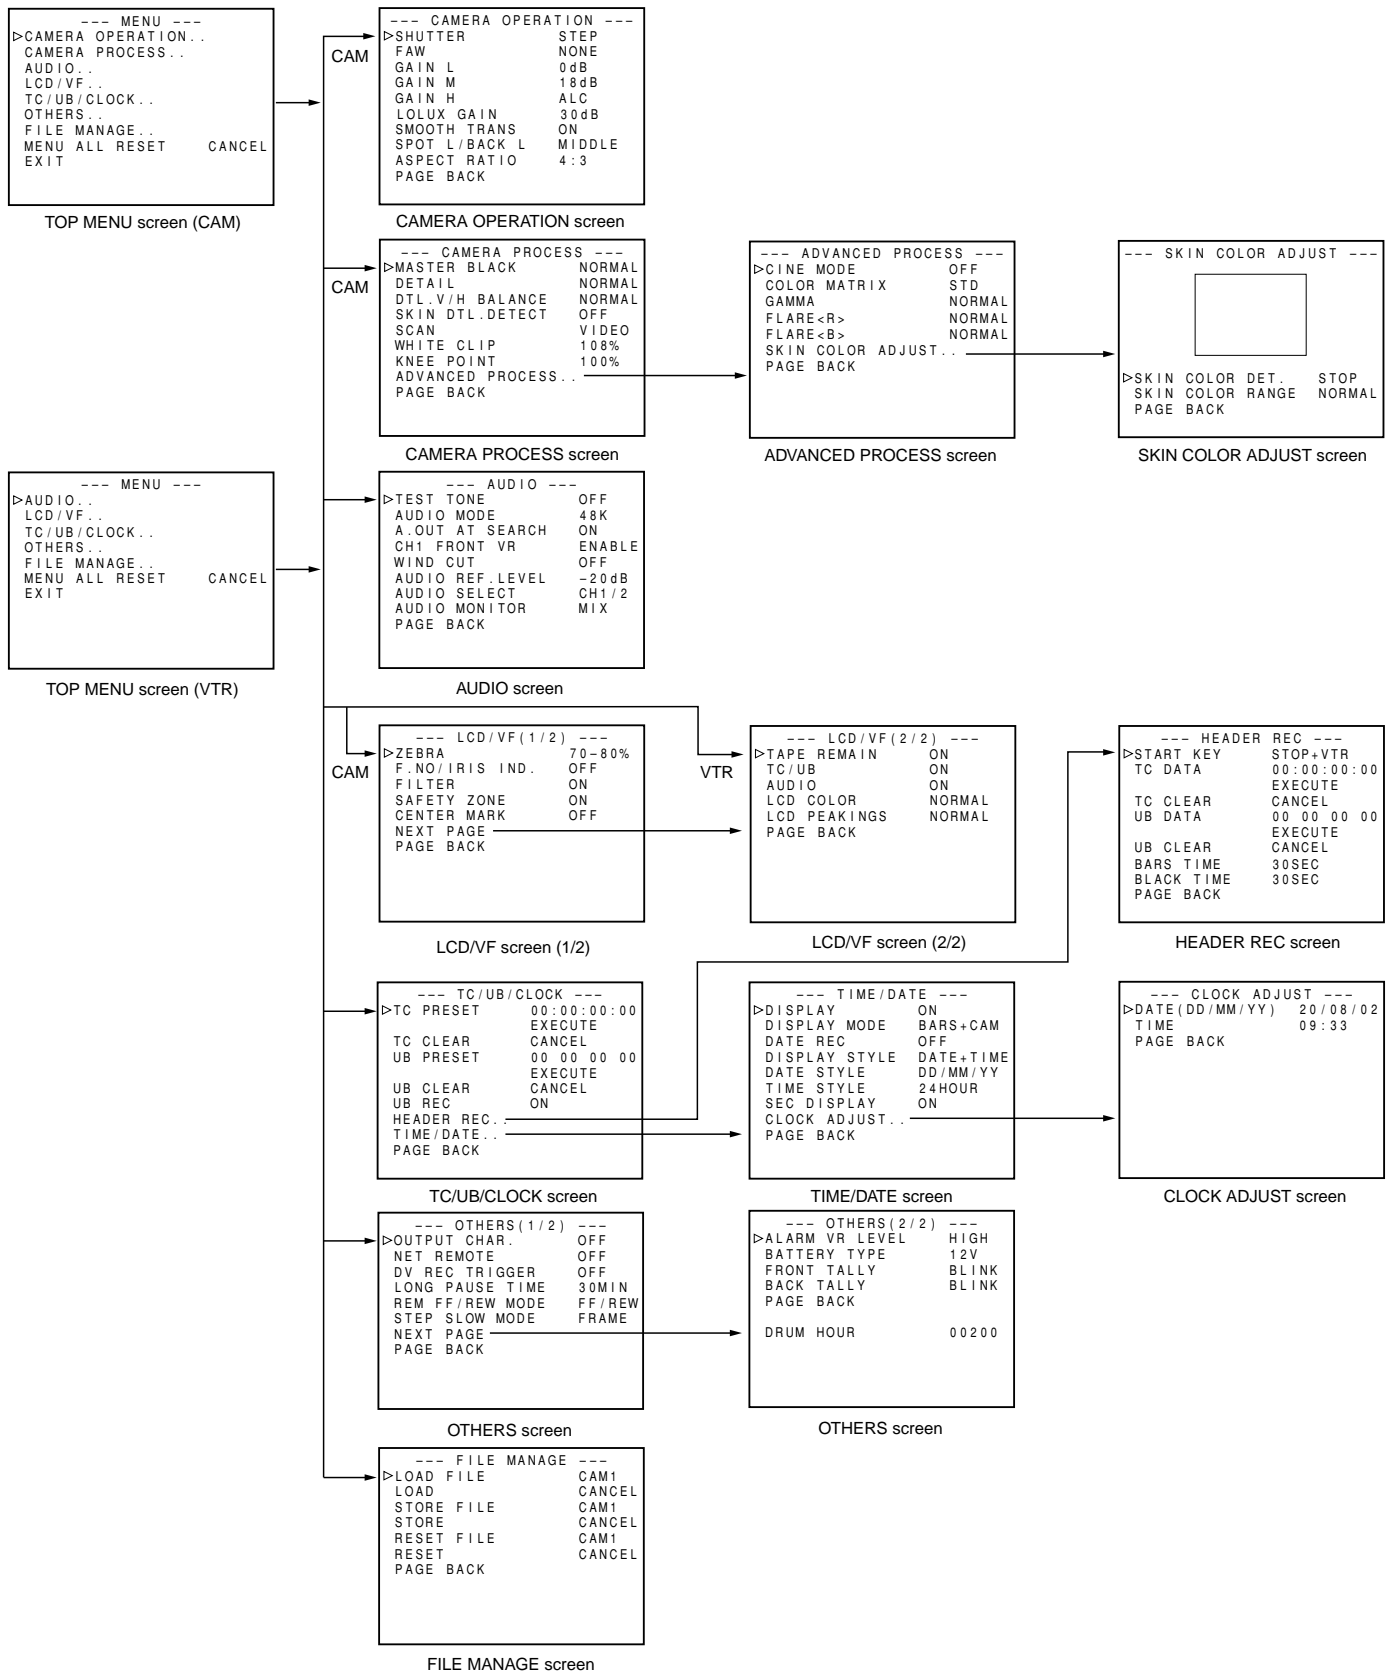 --- MENU ---
▷CAMERA OPERATION..
CAMERA PROCESS..
AUDIO..
LCD/VF..
TC/UB/CLOCK..
OTHERS..
FILE MANAGE..
MENU ALL RESET CANCEL
EXIT
TOP MENU screen (CAM)
CAM
--- CAMERA OPERATION ---
▷SHUTTER STEP
FAW NONE
GAIN L 0dB
GAIN M 18dB
GAIN H ALC
LOLUX GAIN 30dB
SMOOTH TRANS ON
SPOT L/BACK L MIDDLE
ASPECT RATIO 4:3
PAGE BACK
CAMERA OPERATION screen
CAM
--- CAMERA PROCESS ---
▷MASTER BLACK NORMAL
DETAIL NORMAL
DTL.V/H BALANCE NORMAL
SKIN DTL.DETECT OFF
SCAN VIDEO
WHITE CLIP 108%
KNEE POINT 100%
ADVANCED PROCESS..
PAGE BACK
CAMERA PROCESS screen
--- ADVANCED PROCESS ---
▷CINE MODE OFF
COLOR MATRIX STD
GAMMA NORMAL
FLARE<R> NORMAL
FLARE<B> NORMAL
SKIN COLOR ADJUST..
PAGE BACK
ADVANCED PROCESS screen
--- SKIN COLOR ADJUST ---
▷SKIN COLOR DET. STOP
SKIN COLOR RANGE NORMAL
PAGE BACK
SKIN COLOR ADJUST screen
--- MENU ---
▷AUDIO..
LCD/VF..
TC/UB/CLOCK..
OTHERS..
FILE MANAGE..
MENU ALL RESET CANCEL
EXIT
TOP MENU screen (VTR)
--- AUDIO ---
▷TEST TONE OFF
AUDIO MODE 48K
A.OUT AT SEARCH ON
CH1 FRONT VR ENABLE
WIND CUT OFF
AUDIO REF.LEVEL –20dB
AUDIO SELECT CH1/2
AUDIO MONITOR MIX
PAGE BACK
AUDIO screen
CAM
--- LCD/VF(1/2) ---
▷ZEBRA 70–80%
F.NO/IRIS IND. OFF
FILTER ON
SAFETY ZONE ON
CENTER MARK OFF
NEXT PAGE
PAGE BACK
LCD/VF screen (1/2)
VTR
--- LCD/VF(2/2) ---
▷TAPE REMAIN ON
TC/UB ON
AUDIO ON
LCD COLOR NORMAL
LCD PEAKINGS NORMAL
PAGE BACK
LCD/VF screen (2/2)
--- HEADER REC ---
▷START KEY STOP+VTR
TC DATA 00:00:00:00
EXECUTE
TC CLEAR CANCEL
UB DATA 00 00 00 00
EXECUTE
UB CLEAR CANCEL
BARS TIME 30SEC
BLACK TIME 30SEC
PAGE BACK
HEADER REC screen
--- TC/UB/CLOCK ---
▷TC PRESET 00:00:00:00
EXECUTE
TC CLEAR CANCEL
UB PRESET 00 00 00 00
EXECUTE
UB CLEAR CANCEL
UB REC ON
HEADER REC..
TIME/DATE..
PAGE BACK
TC/UB/CLOCK screen
--- TIME/DATE ---
▷DISPLAY ON
DISPLAY MODE BARS+CAM
DATE REC OFF
DISPLAY STYLE DATE+TIME
DATE STYLE DD/MM/YY
TIME STYLE 24HOUR
SEC DISPLAY ON
CLOCK ADJUST..
PAGE BACK
TIME/DATE screen
--- CLOCK ADJUST ---
▷DATE(DD/MM/YY) 20/08/02
TIME 09:33
PAGE BACK
CLOCK ADJUST screen
--- OTHERS(1/2) ---
▷OUTPUT CHAR. OFF
NET REMOTE OFF
DV REC TRIGGER OFF
LONG PAUSE TIME 30MIN
REM FF/REW MODE FF/REW
STEP SLOW MODE FRAME
NEXT PAGE
PAGE BACK
OTHERS screen
--- OTHERS(2/2) ---
▷ALARM VR LEVEL HIGH
BATTERY TYPE 12V
FRONT TALLY BLINK
BACK TALLY BLINK
PAGE BACK
DRUM HOUR 00200
OTHERS screen
--- FILE MANAGE ---
▷LOAD FILE CAM1
LOAD CANCEL
STORE FILE CAM1
STORE CANCEL
RESET FILE CAM1
RESET CANCEL
PAGE BACK
FILE MANAGE screen